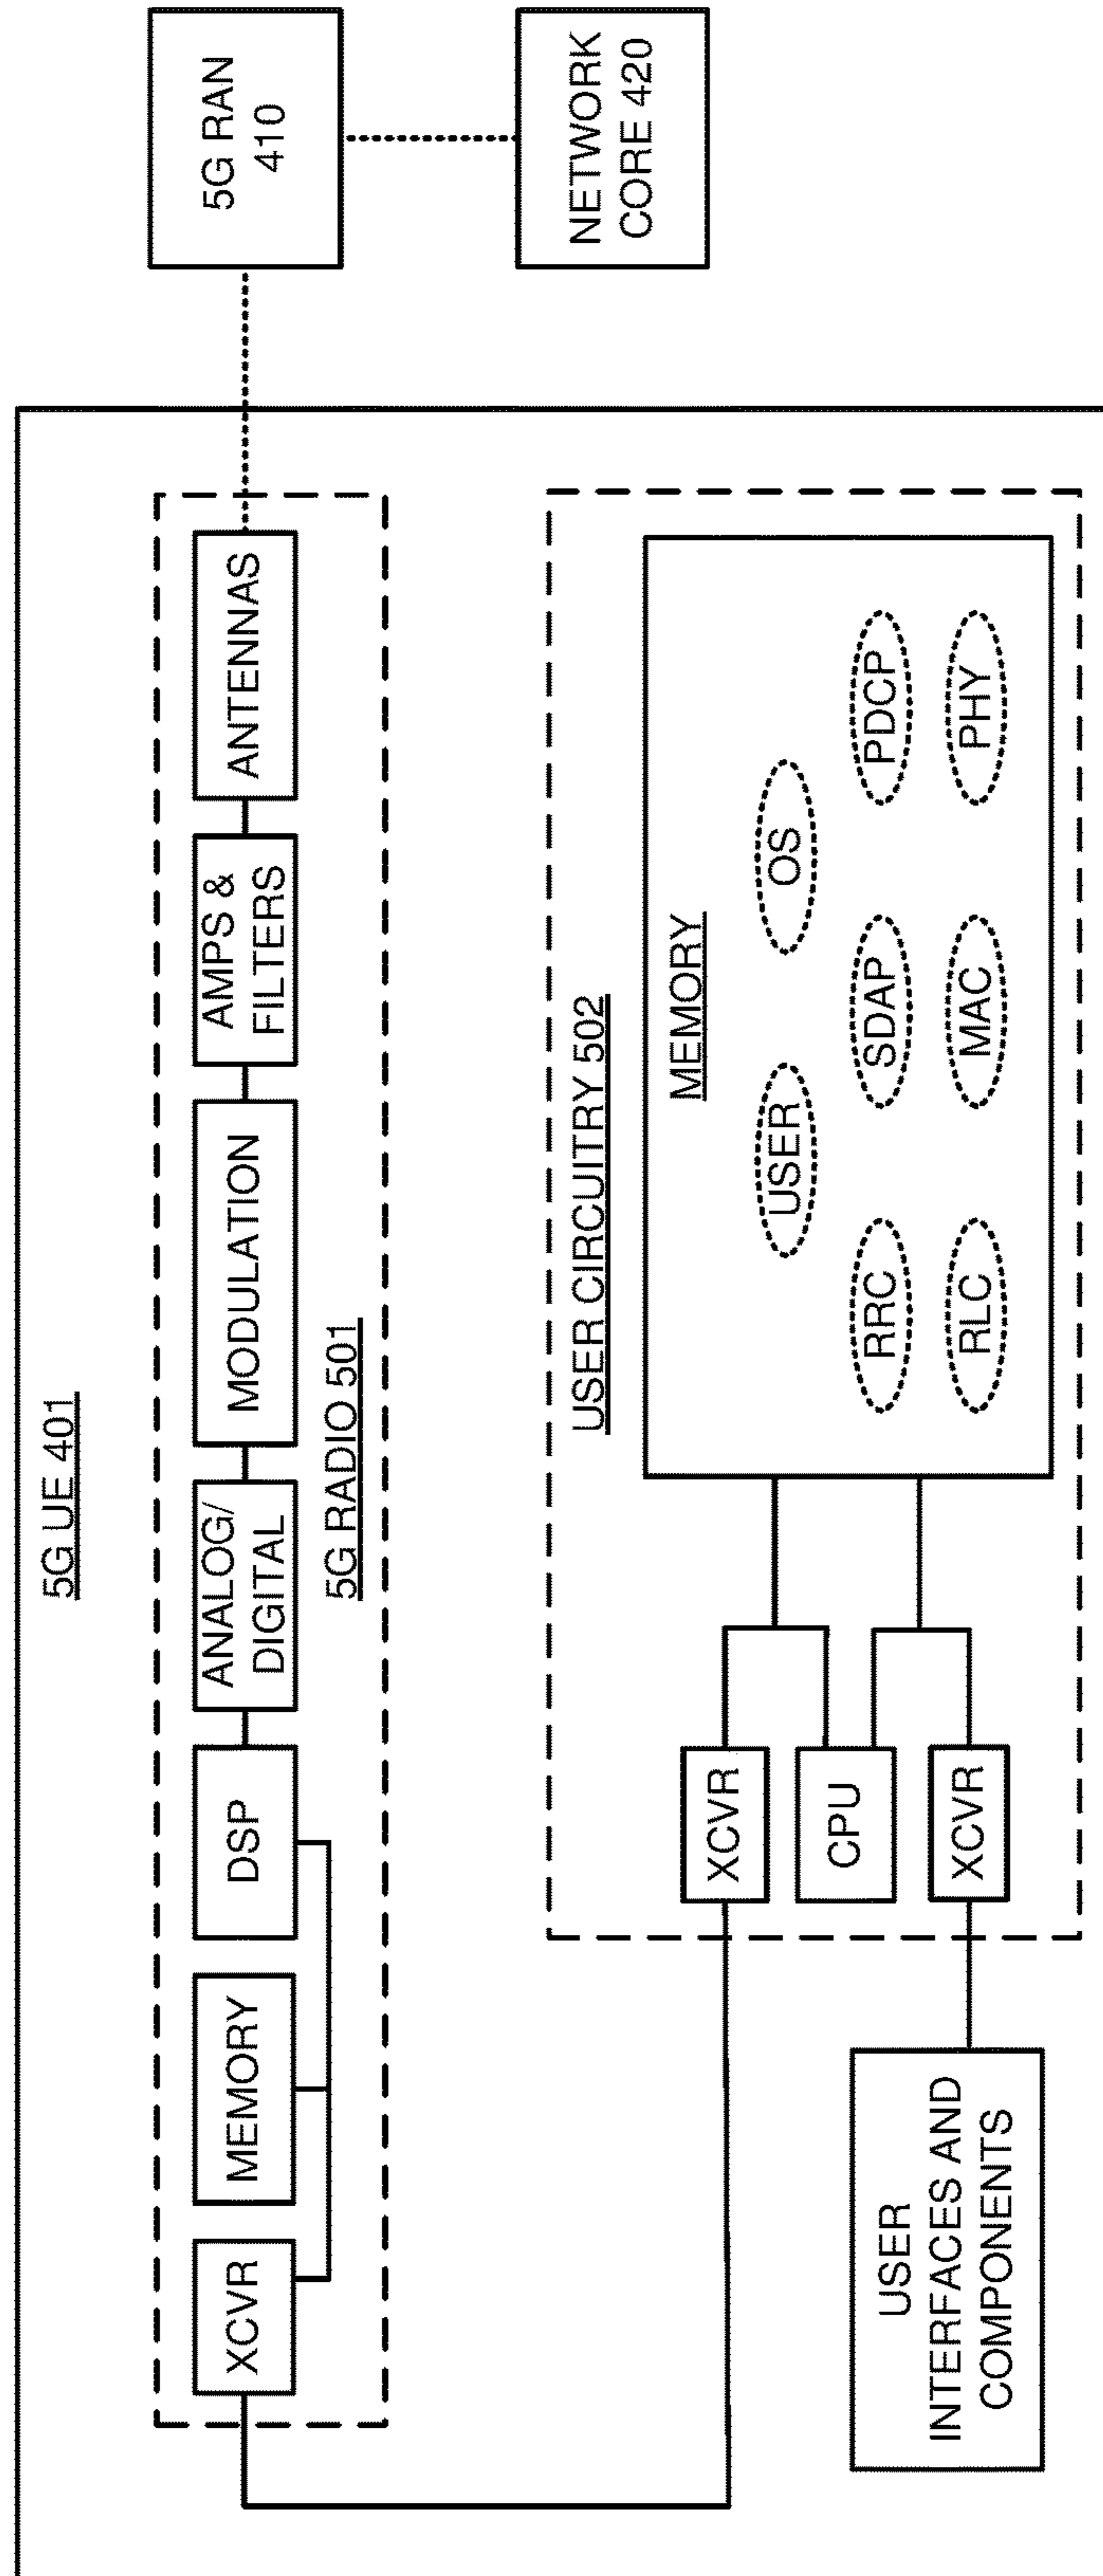 5G UE 401
XCVR
MEMORY
DSP
ANALOG/
DIGITAL
MODULATION
AMPS &
FILTERS
ANTENNAS
5G RADIO 501
5G RAN
410
NETWORK
CORE 420
USER CIRCUITRY 502
XCVR
CPU
XCVR
MEMORY
USER
OS
RRC
SDAP
PDCP
RLC
MAC
PHY
USER
INTERFACES AND
COMPONENTS